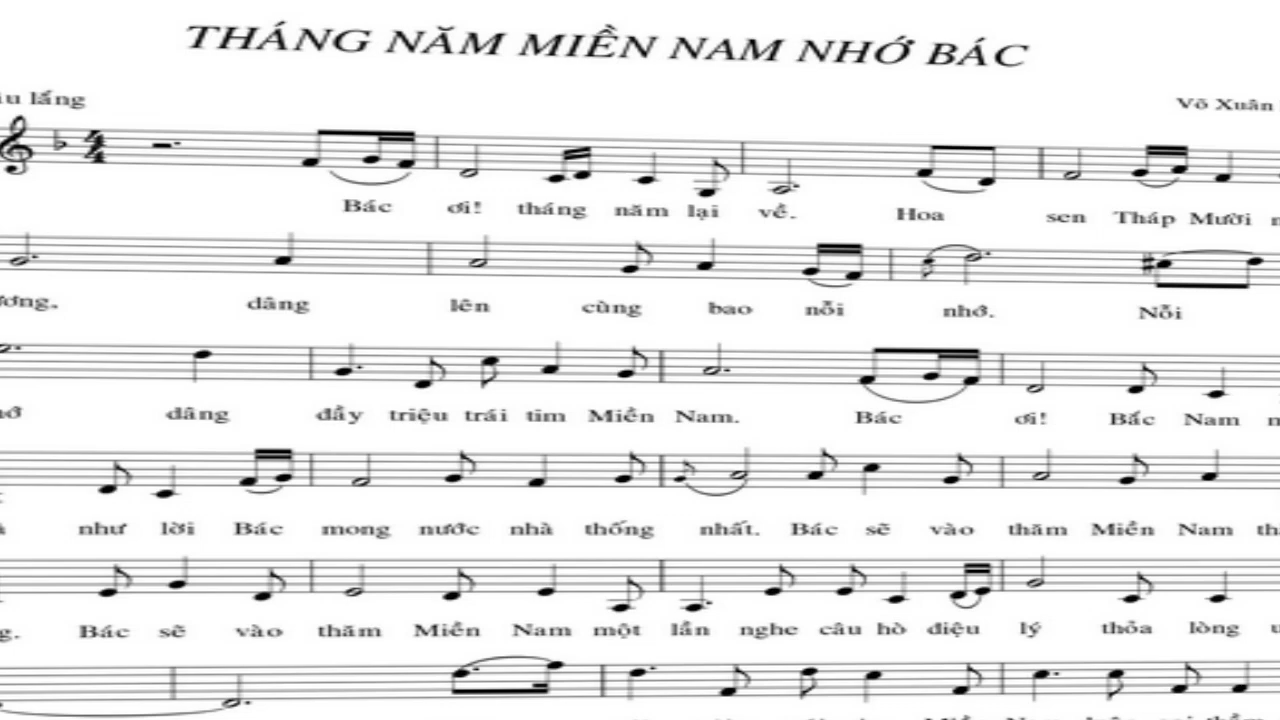 THÁNG NĂM MIỀN NAM NHỚ BÁC
lắng
Võ Xuân
Bác ơi! tháng năm lại về. Hoa sen Tháp Mười
dâng lên cùng bao nỗi nhớ. Nỗi
dâng đầy triệu trái tim Miền Nam. Bác ơi! Bắc Nam
như lời Bác mong nước nhà thống nhất. Bác sẽ vào thăm Miền Nam
Bác sẽ vào thăm Miền Nam một lần nghe câu hò điệu lý thỏa lòng